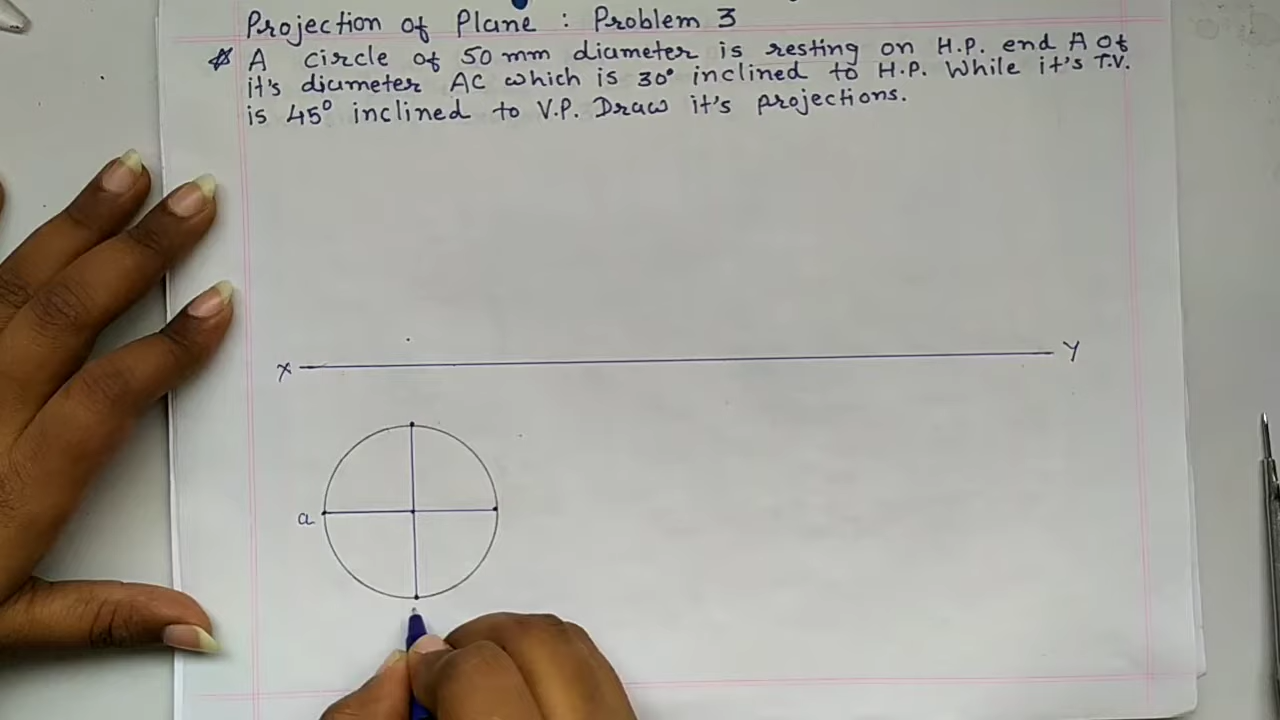 Projection of Plane : Problem 3
A circle of 50 mm diameter is resting on H.P. end A of
it's diameter AC which is 30° inclined to H.P. While it's T.V.
is 45° inclined to V.P. Draw it's projections.
X Y
a